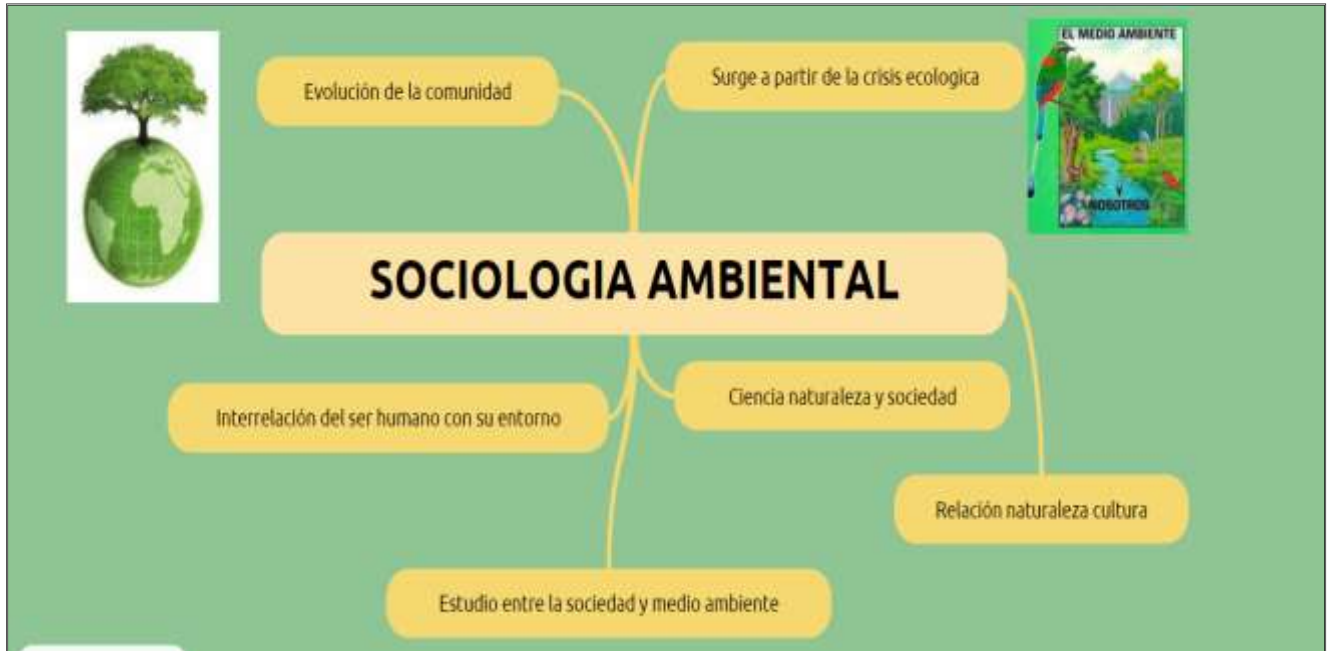 EL MEDIO AMBIENTE
Evolución de la comunidad
Surge a partir de la crisis ecologica
Y
NOSOTROS
SOCIOLOGIA AMBIENTAL
Ciencia naturaleza y sociedad
Interrelación del ser humano con su entorno
Relación naturaleza cultura
Estudio entre la sociedad y medio ambiente